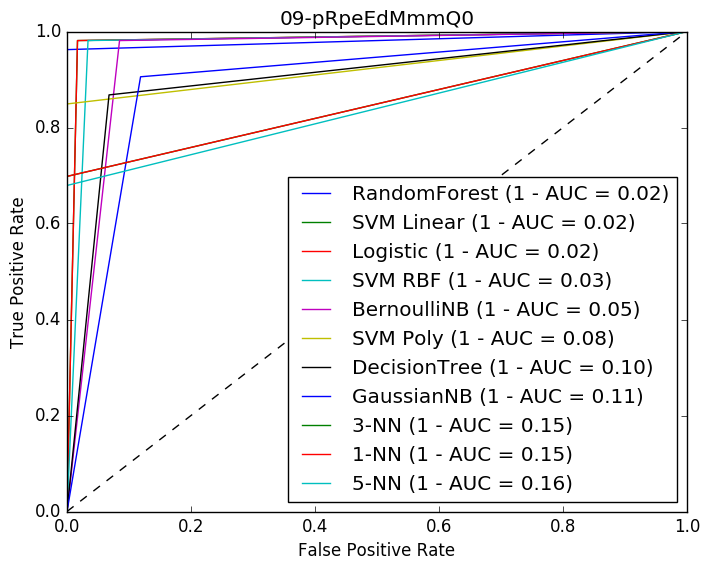 09-pRpeEdMmmQ0
True Positive Rate
1.0
0.8
0.6
0.4
0.2
0.0
RandomForest (1 - AUC = 0.02)
SVM Linear (1 - AUC = 0.02)
Logistic (1 - AUC = 0.02)
SVM RBF (1 - AUC = 0.03)
BernoulliNB (1 - AUC = 0.05)
SVM Poly (1 - AUC = 0.08)
DecisionTree (1 - AUC = 0.10)
GaussianNB (1 - AUC = 0.11)
3-NN (1 - AUC = 0.15)
1-NN (1 - AUC = 0.15)
5-NN (1 - AUC = 0.16)
0.0 0.2 0.4 0.6 0.8 1.0
False Positive Rate